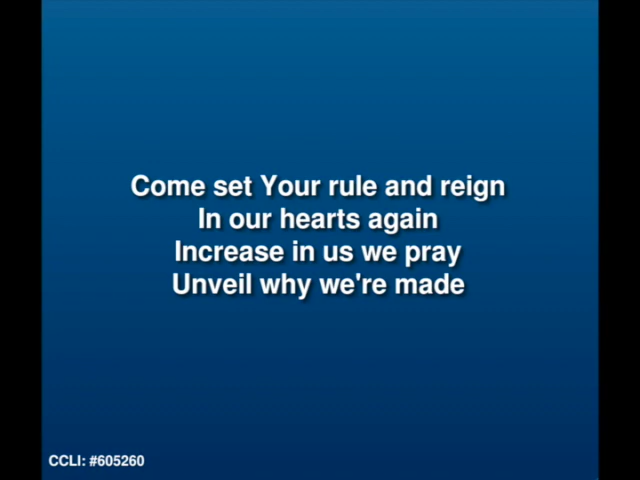 Come set Your rule and reign
In our hearts again
Increase in us we pray
Unveil why we're made
CCLI: #605260